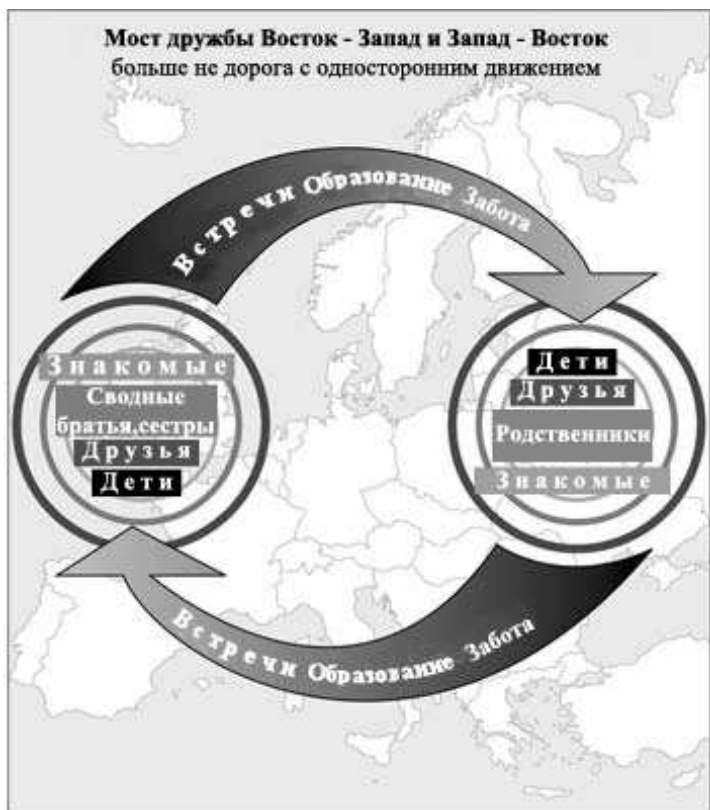 Мост дружбы Восток - Запад и Запад - Восток
больше не дорога с односторонним движением
Встречи Образование Забота
Знакомые
Сводные
братья,сестры
Друзья
Дети
Дети
Друзья
Родственники
Знакомые
Встречи Образование Забота